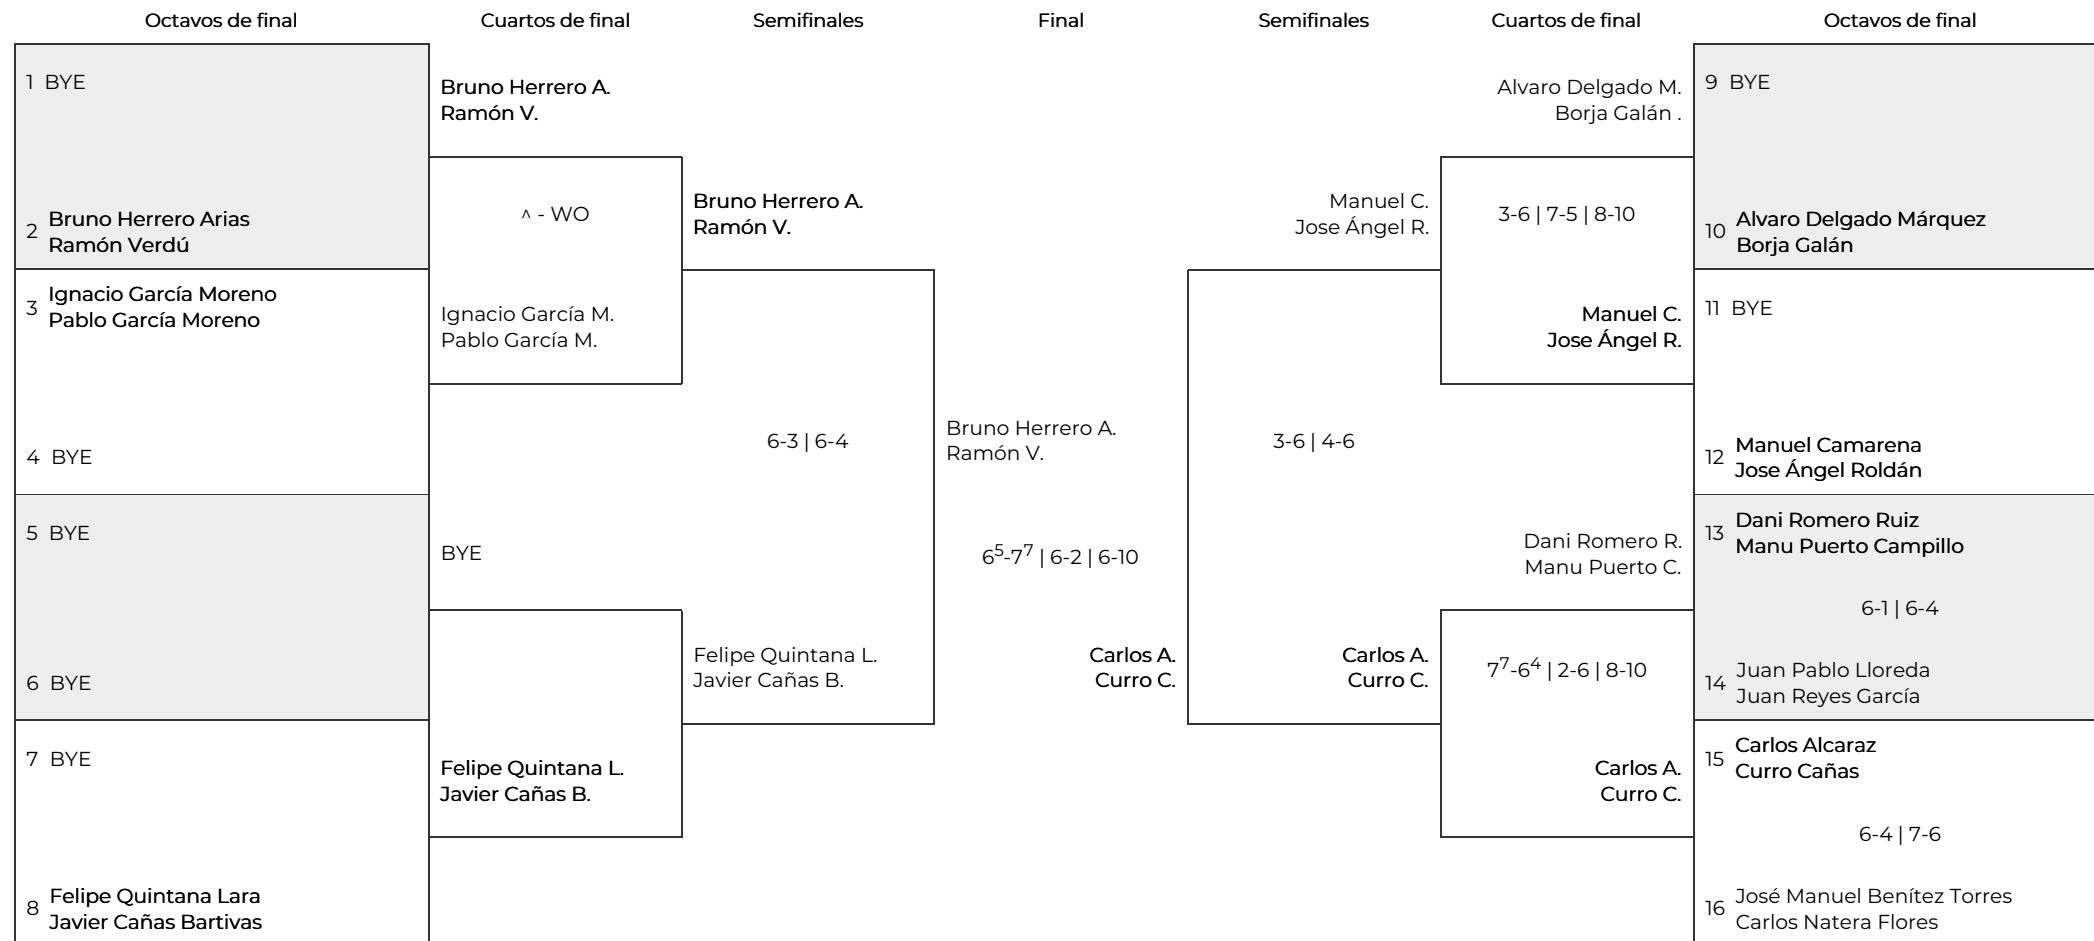 Octavos de final
Cuartos de final
Semifinales
Final
Semifinales
Cuartos de final
Octavos de final
1 BYE
2 Bruno Herrero Arias
Ramón Verdú
3 Ignacio García Moreno
Pablo García Moreno
4 BYE
5 BYE
6 BYE
7 BYE
8 Felipe Quintana Lara
Javier Cañas Bartivas
Bruno Herrero A.
Ramón V.
^ - WO
Ignacio García M.
Pablo García M.
BYE
Felipe Quintana L.
Javier Cañas B.
Bruno Herrero A.
Ramón V.
6-3 | 6-4
Felipe Quintana L.
Javier Cañas B.
Bruno Herrero A.
Ramón V.
6⁵-7⁷ | 6-2 | 6-10
Carlos A.
Curro C.
Manuel C.
Jose Ángel R.
3-6 | 4-6
Carlos A.
Curro C.
Alvaro Delgado M.
Borja Galán .
3-6 | 7-5 | 8-10
Manuel C.
Jose Ángel R.
Dani Romero R.
Manu Puerto C.
7⁷-6⁴ | 2-6 | 8-10
Carlos A.
Curro C.
9 BYE
10 Alvaro Delgado Márquez
Borja Galán
11 BYE
12 Manuel Camarena
Jose Ángel Roldán
13 Dani Romero Ruiz
Manu Puerto Campillo
6-1 | 6-4
14 Juan Pablo Lloreda
Juan Reyes García
15 Carlos Alcaraz
Curro Cañas
6-4 | 7-6
16 José Manuel Benítez Torres
Carlos Natera Flores